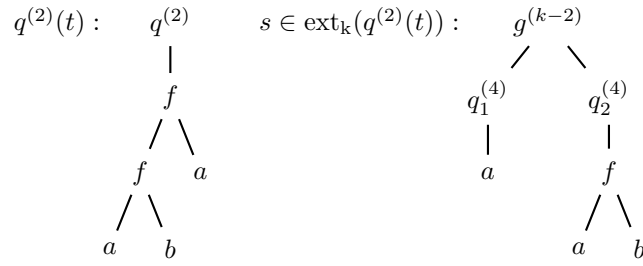 q^{(2)}(t) : q^{(2)} s ∈ ext_k(q^{(2)}(t)) : g^{(k−2)}
f q_1^{(4)} q_2^{(4)}
f a a f
a b a b